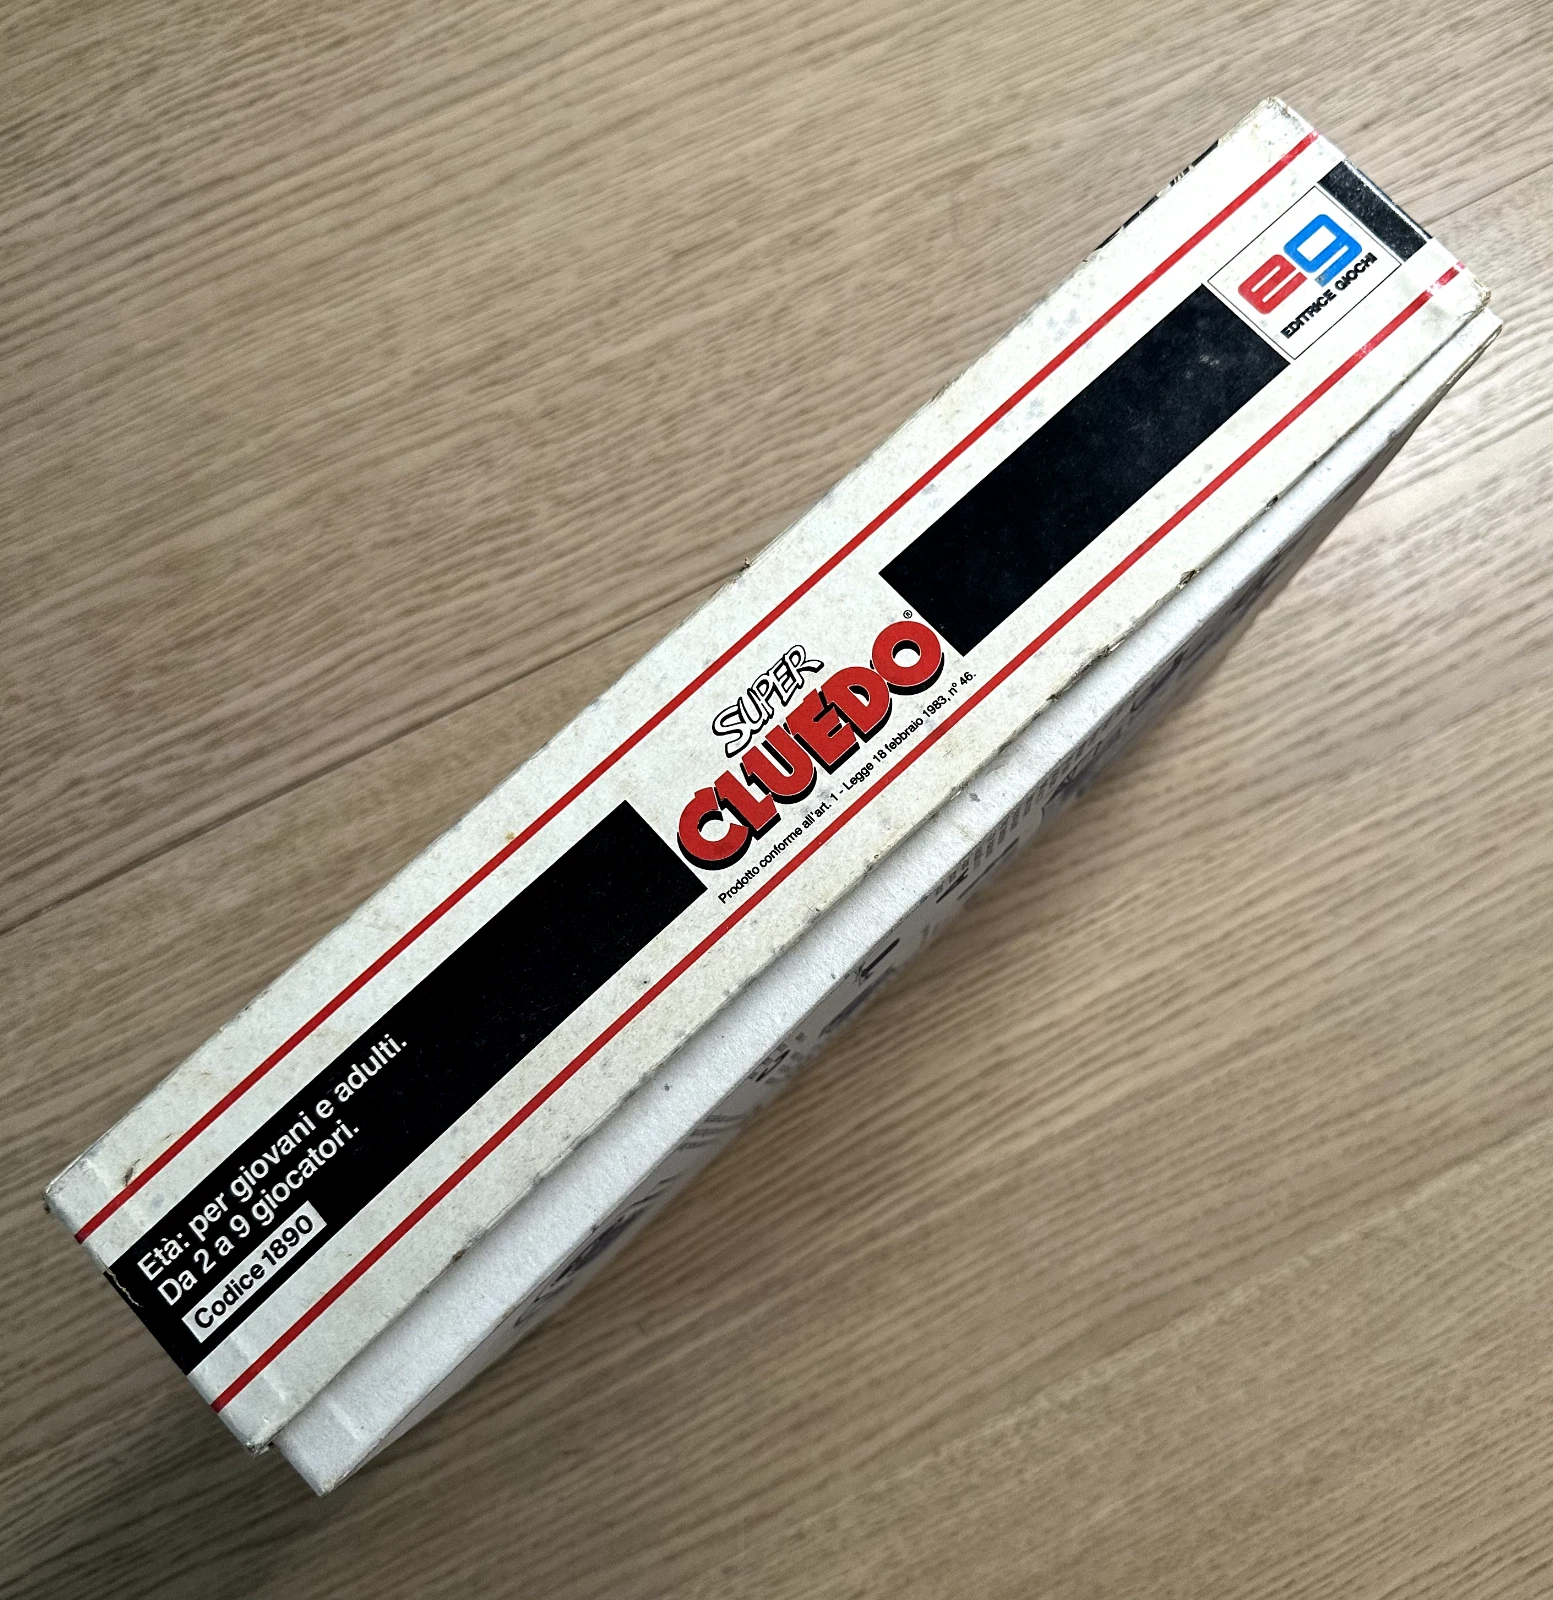 Età: per giovani e adulti.
Da 2 a 9 giocatori.
Codice 1890
SUPER
CLUEDO®
Prodotto conforme all'art. 1 - Legge 18 febbraio 1983, n° 46.
eg
EDITRICE GIOCHI